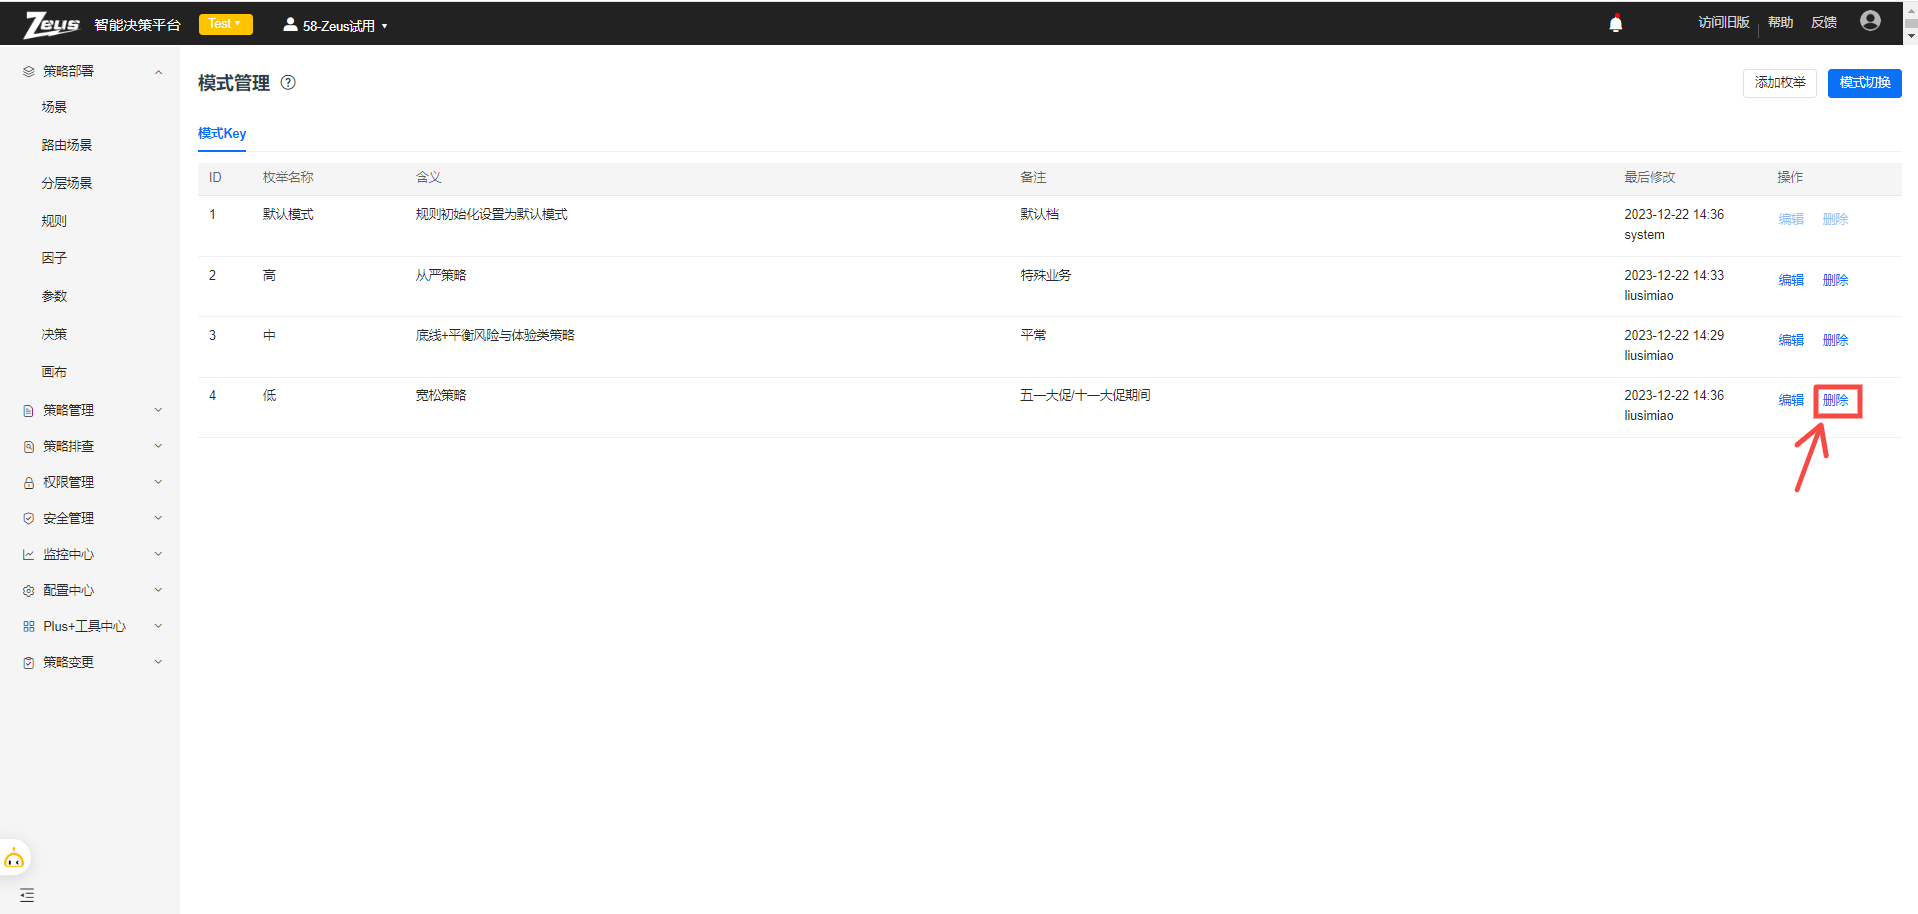 Zeus 智能决策平台 Test 58-Zeus试用 访问旧版 帮助 反馈
策略部署
场景
路由场景
分层场景
规则
因子
参数
决策
画布
策略管理
策略排查
权限管理
安全管理
监控中心
配置中心
Plus+工具中心
策略变更
模式管理 ?
添加枚举 模式切换
模式Key
ID 枚举名称 含义 备注 最后修改 操作
1 默认模式 规则初始化设置为默认模式 默认档 2023-12-22 14:36 编辑 删除
system
2 高 从严策略 特殊业务 2023-12-22 14:33 编辑 删除
liusimiao
3 中 底线+平衡风险与体验类策略 平常 2023-12-22 14:29 编辑 删除
liusimiao
4 低 宽松策略 五一大促/十一大促期间 2023-12-22 14:36 编辑 删除
liusimiao